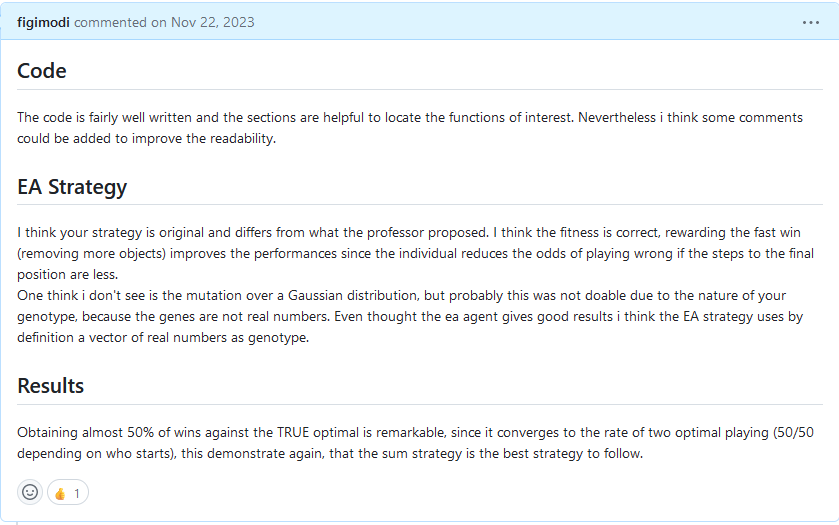 figimodi commented on Nov 22, 2023
Code
The code is fairly well written and the sections are helpful to locate the functions of interest. Nevertheless i think some comments
could be added to improve the readability.
EA Strategy
I think your strategy is original and differs from what the professor proposed. I think the fitness is correct, rewarding the fast win
(removing more objects) improves the performances since the individual reduces the odds of playing wrong if the steps to the final
position are less.
One think i don't see is the mutation over a Gaussian distribution, but probably this was not doable due to the nature of your
genotype, because the genes are not real numbers. Even thought the ea agent gives good results i think the EA strategy uses by
definition a vector of real numbers as genotype.
Results
Obtaining almost 50% of wins against the TRUE optimal is remarkable, since it converges to the rate of two optimal playing (50/50
depending on who starts), this demonstrate again, that the sum strategy is the best strategy to follow.
1